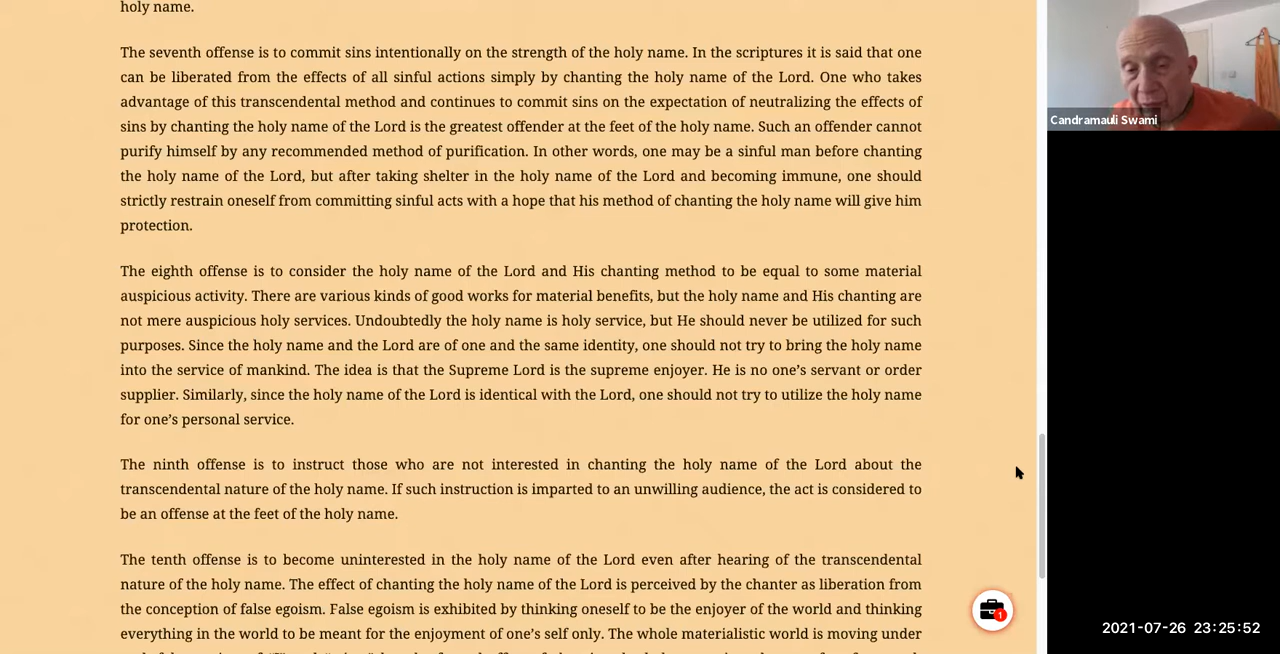 holy name.
The seventh offense is to commit sins intentionally on the strength of the holy name. In the scriptures it is said that one
can be liberated from the effects of all sinful actions simply by chanting the holy name of the Lord. One who takes
advantage of this transcendental method and continues to commit sins on the expectation of neutralizing the effects of
sins by chanting the holy name of the Lord is the greatest offender at the feet of the holy name. Such an offender cannot
purify himself by any recommended method of purification. In other words, one may be a sinful man before chanting
the holy name of the Lord, but after taking shelter in the holy name of the Lord and becoming immune, one should
strictly restrain oneself from committing sinful acts with a hope that his method of chanting the holy name will give him
protection.
The eighth offense is to consider the holy name of the Lord and His chanting method to be equal to some material
auspicious activity. There are various kinds of good works for material benefits, but the holy name and His chanting are
not mere auspicious holy services. Undoubtedly the holy name is holy service, but He should never be utilized for such
purposes. Since the holy name and the Lord are of one and the same identity, one should not try to bring the holy name
into the service of mankind. The idea is that the Supreme Lord is the supreme enjoyer. He is no one’s servant or order
supplier. Similarly, since the holy name of the Lord is identical with the Lord, one should not try to utilize the holy name
for one’s personal service.
The ninth offense is to instruct those who are not interested in chanting the holy name of the Lord about the
transcendental nature of the holy name. If such instruction is imparted to an unwilling audience, the act is considered to
be an offense at the feet of the holy name.
The tenth offense is to become uninterested in the holy name of the Lord even after hearing of the transcendental
nature of the holy name. The effect of chanting the holy name of the Lord is perceived by the chanter as liberation from
the conception of false egoism. False egoism is exhibited by thinking oneself to be the enjoyer of the world and thinking
everything in the world to be meant for the enjoyment of one’s self only. The whole materialistic world is moving under
Candramauli Swami
1
2021-07-26 23:25:52